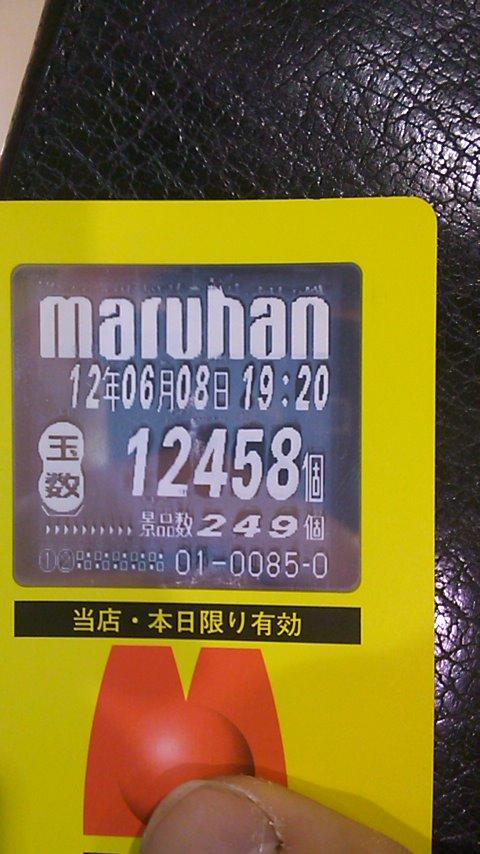 maruhan
12年06月08日 19:20
玉数 12458個
景品数 249個
①② 01-0085-0
当店・本日限り有効